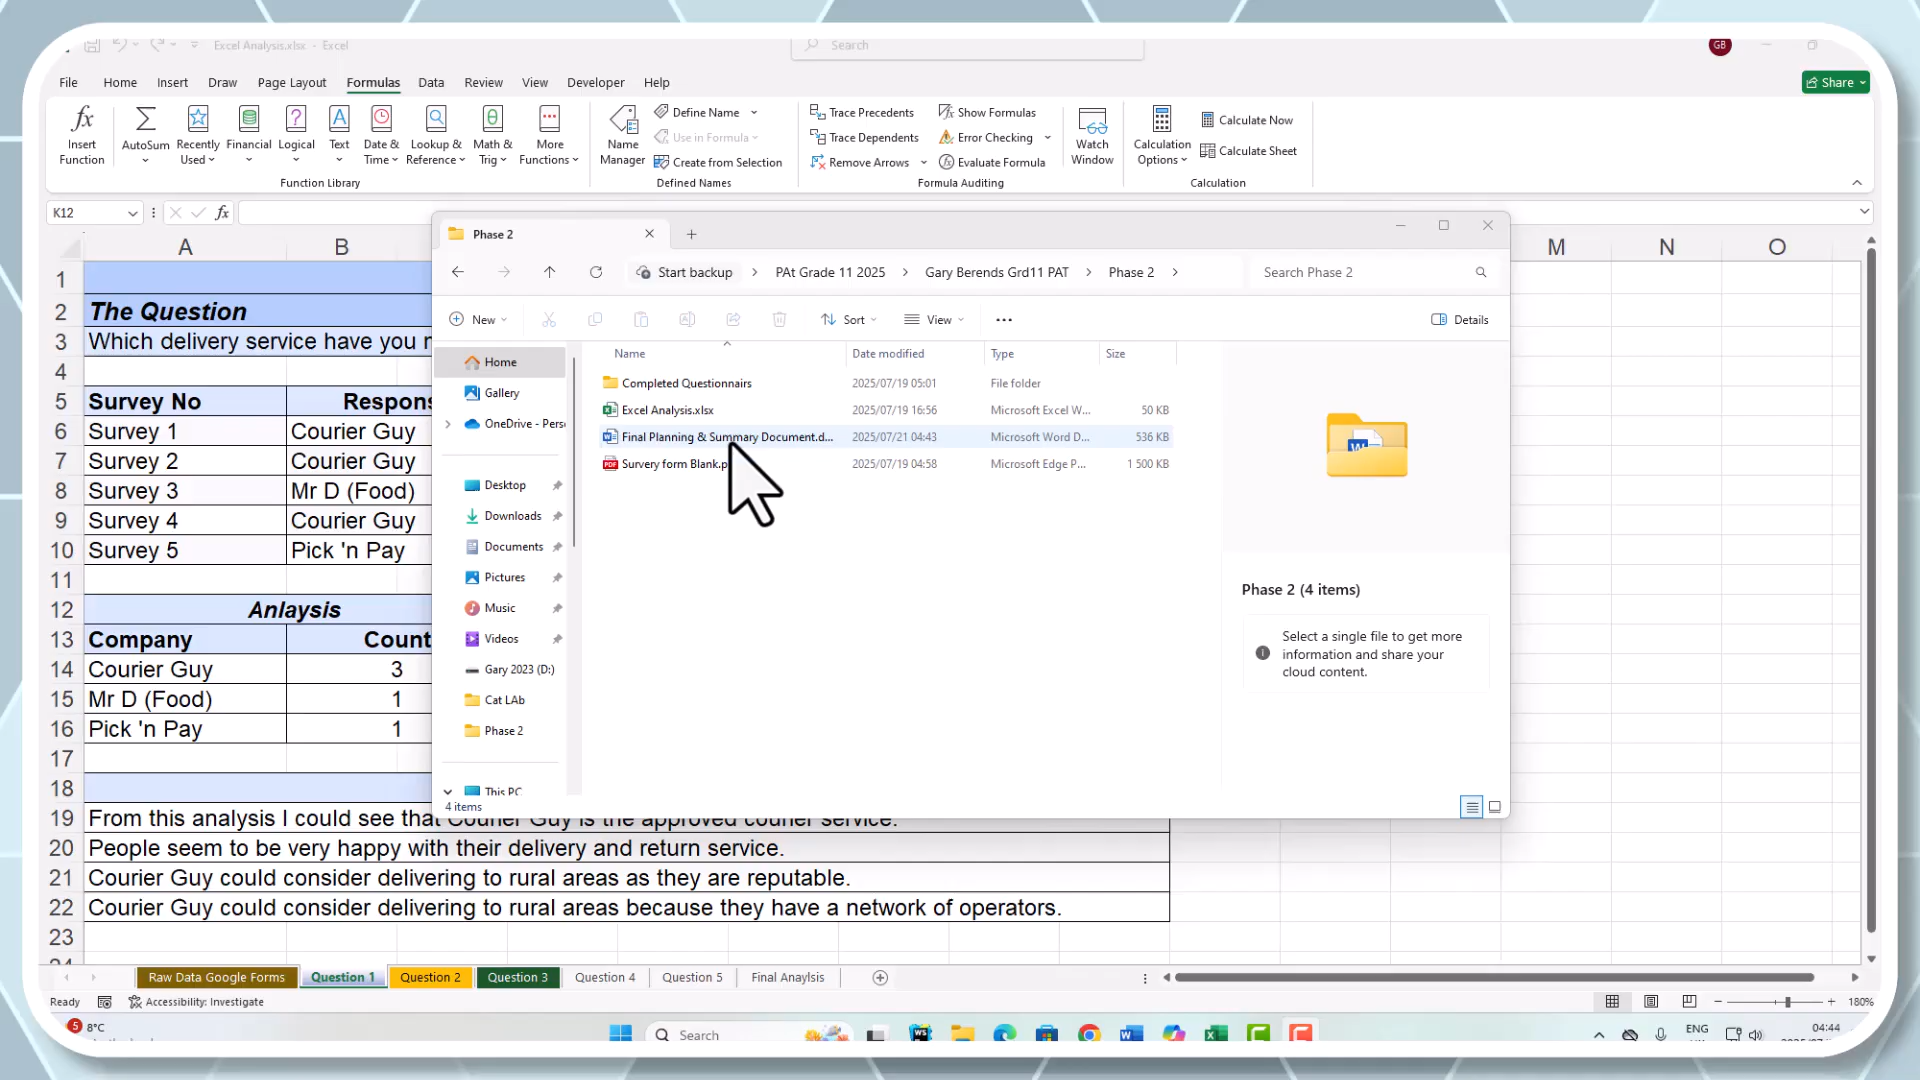 Excel Analysis.xlsx - Excel
Search
GB
File Home Insert Draw Page Layout Formulas Data Review View Developer Help
Share
Insert Function
AutoSum
Recently Used
Financial
Logical
Text
Date & Time
Lookup & Reference
Math & Trig
More Functions
Function Library
Name Manager
Define Name
Use in Formula
Create from Selection
Defined Names
Trace Precedents
Trace Dependents
Remove Arrows
Show Formulas
Error Checking
Evaluate Formula
Formula Auditing
Watch Window
Calculation Options
Calculate Now
Calculate Sheet
Calculation
K12
fx
A B M N O
1
2 The Question
3 Which delivery service have you
4
5 Survey No Respons
6 Survey 1 Courier Guy
7 Survey 2 Courier Guy
8 Survey 3 Mr D (Food)
9 Survey 4 Courier Guy
10 Survey 5 Pick 'n Pay
11
12 Anlaysis
13 Company Count
14 Courier Guy 3
15 Mr D (Food) 1
16 Pick 'n Pay 1
17
18
19 From this analysis I could see that Courier Guy is the approved courier service.
20 People seem to be very happy with their delivery and return service.
21 Courier Guy could consider delivering to rural areas as they are reputable.
22 Courier Guy could consider delivering to rural areas because they have a network of operators.
23
Phase 2
Start backup PAt Grade 11 2025 Gary Berends Grd11 PAT Phase 2
Search Phase 2
New Sort View Details
Home
Gallery
OneDrive - Pers
Desktop
Downloads
Documents
Pictures
Music
Videos
Gary 2023 (D:)
Cat LAb
Phase 2
This PC
Name Date modified Type Size
Completed Questionnairs 2025/07/19 05:01 File folder
Excel Analysis.xlsx 2025/07/19 16:56 Microsoft Excel W... 50 KB
Final Planning & Summary Document.d... 2025/07/21 04:43 Microsoft Word D... 536 KB
Survery form Blank.p 2025/07/19 04:58 Microsoft Edge P... 1 500 KB
Phase 2 (4 items)
Select a single file to get more information and share your cloud content.
4 items
Raw Data Google Forms Question 1 Question 2 Question 3 Question 4 Question 5 Final Anaylsis
Ready
Accessibility: Investigate
180%
5 8°C
Search
ENG
04:44